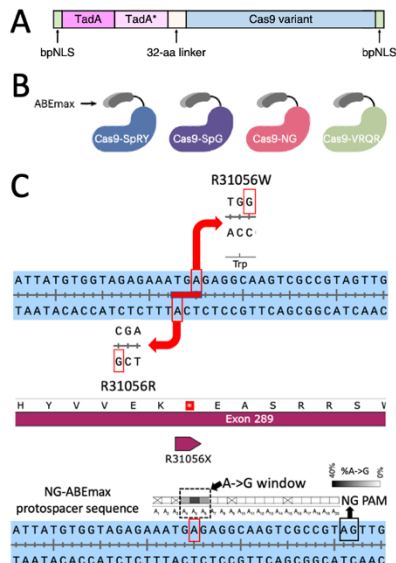 A
TadA TadA* Cas9 variant
bpNLS 32-aa linker bpNLS
B
ABEmax
Cas9-SpRY Cas9-SpG Cas9-NG Cas9-VRQR
C
R31056W
TGG
ACC
Trp
ATTATGTGGTAGAGAAATGAGAGGCAAGTCGCCGTAGTTG
TAATACACCATCTCTTTACTCTCCGTTCAGCGGCATCAAC
CGA
GCT
R31056R
H Y V V E K * E A S R R S W
Exon 289
R31056X
A->G window
40% %A->G 0%
NG-ABEmax
protospacer sequence
NG PAM
ATTATGTGGTAGAGAAATGAGAGGCAAGTCGCCGTAGTTG
TAATACACCATCTCTTTACTCTCCGTTCAGCGGCATCAAC